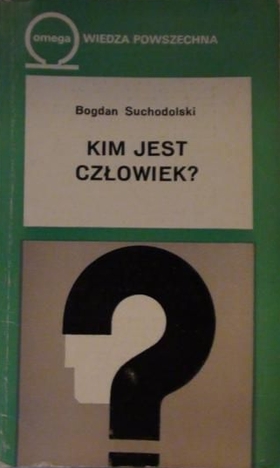 omega WIEDZA POWSZECHNA
Bogdan Suchodolski
KIM JEST
CZŁOWIEK?